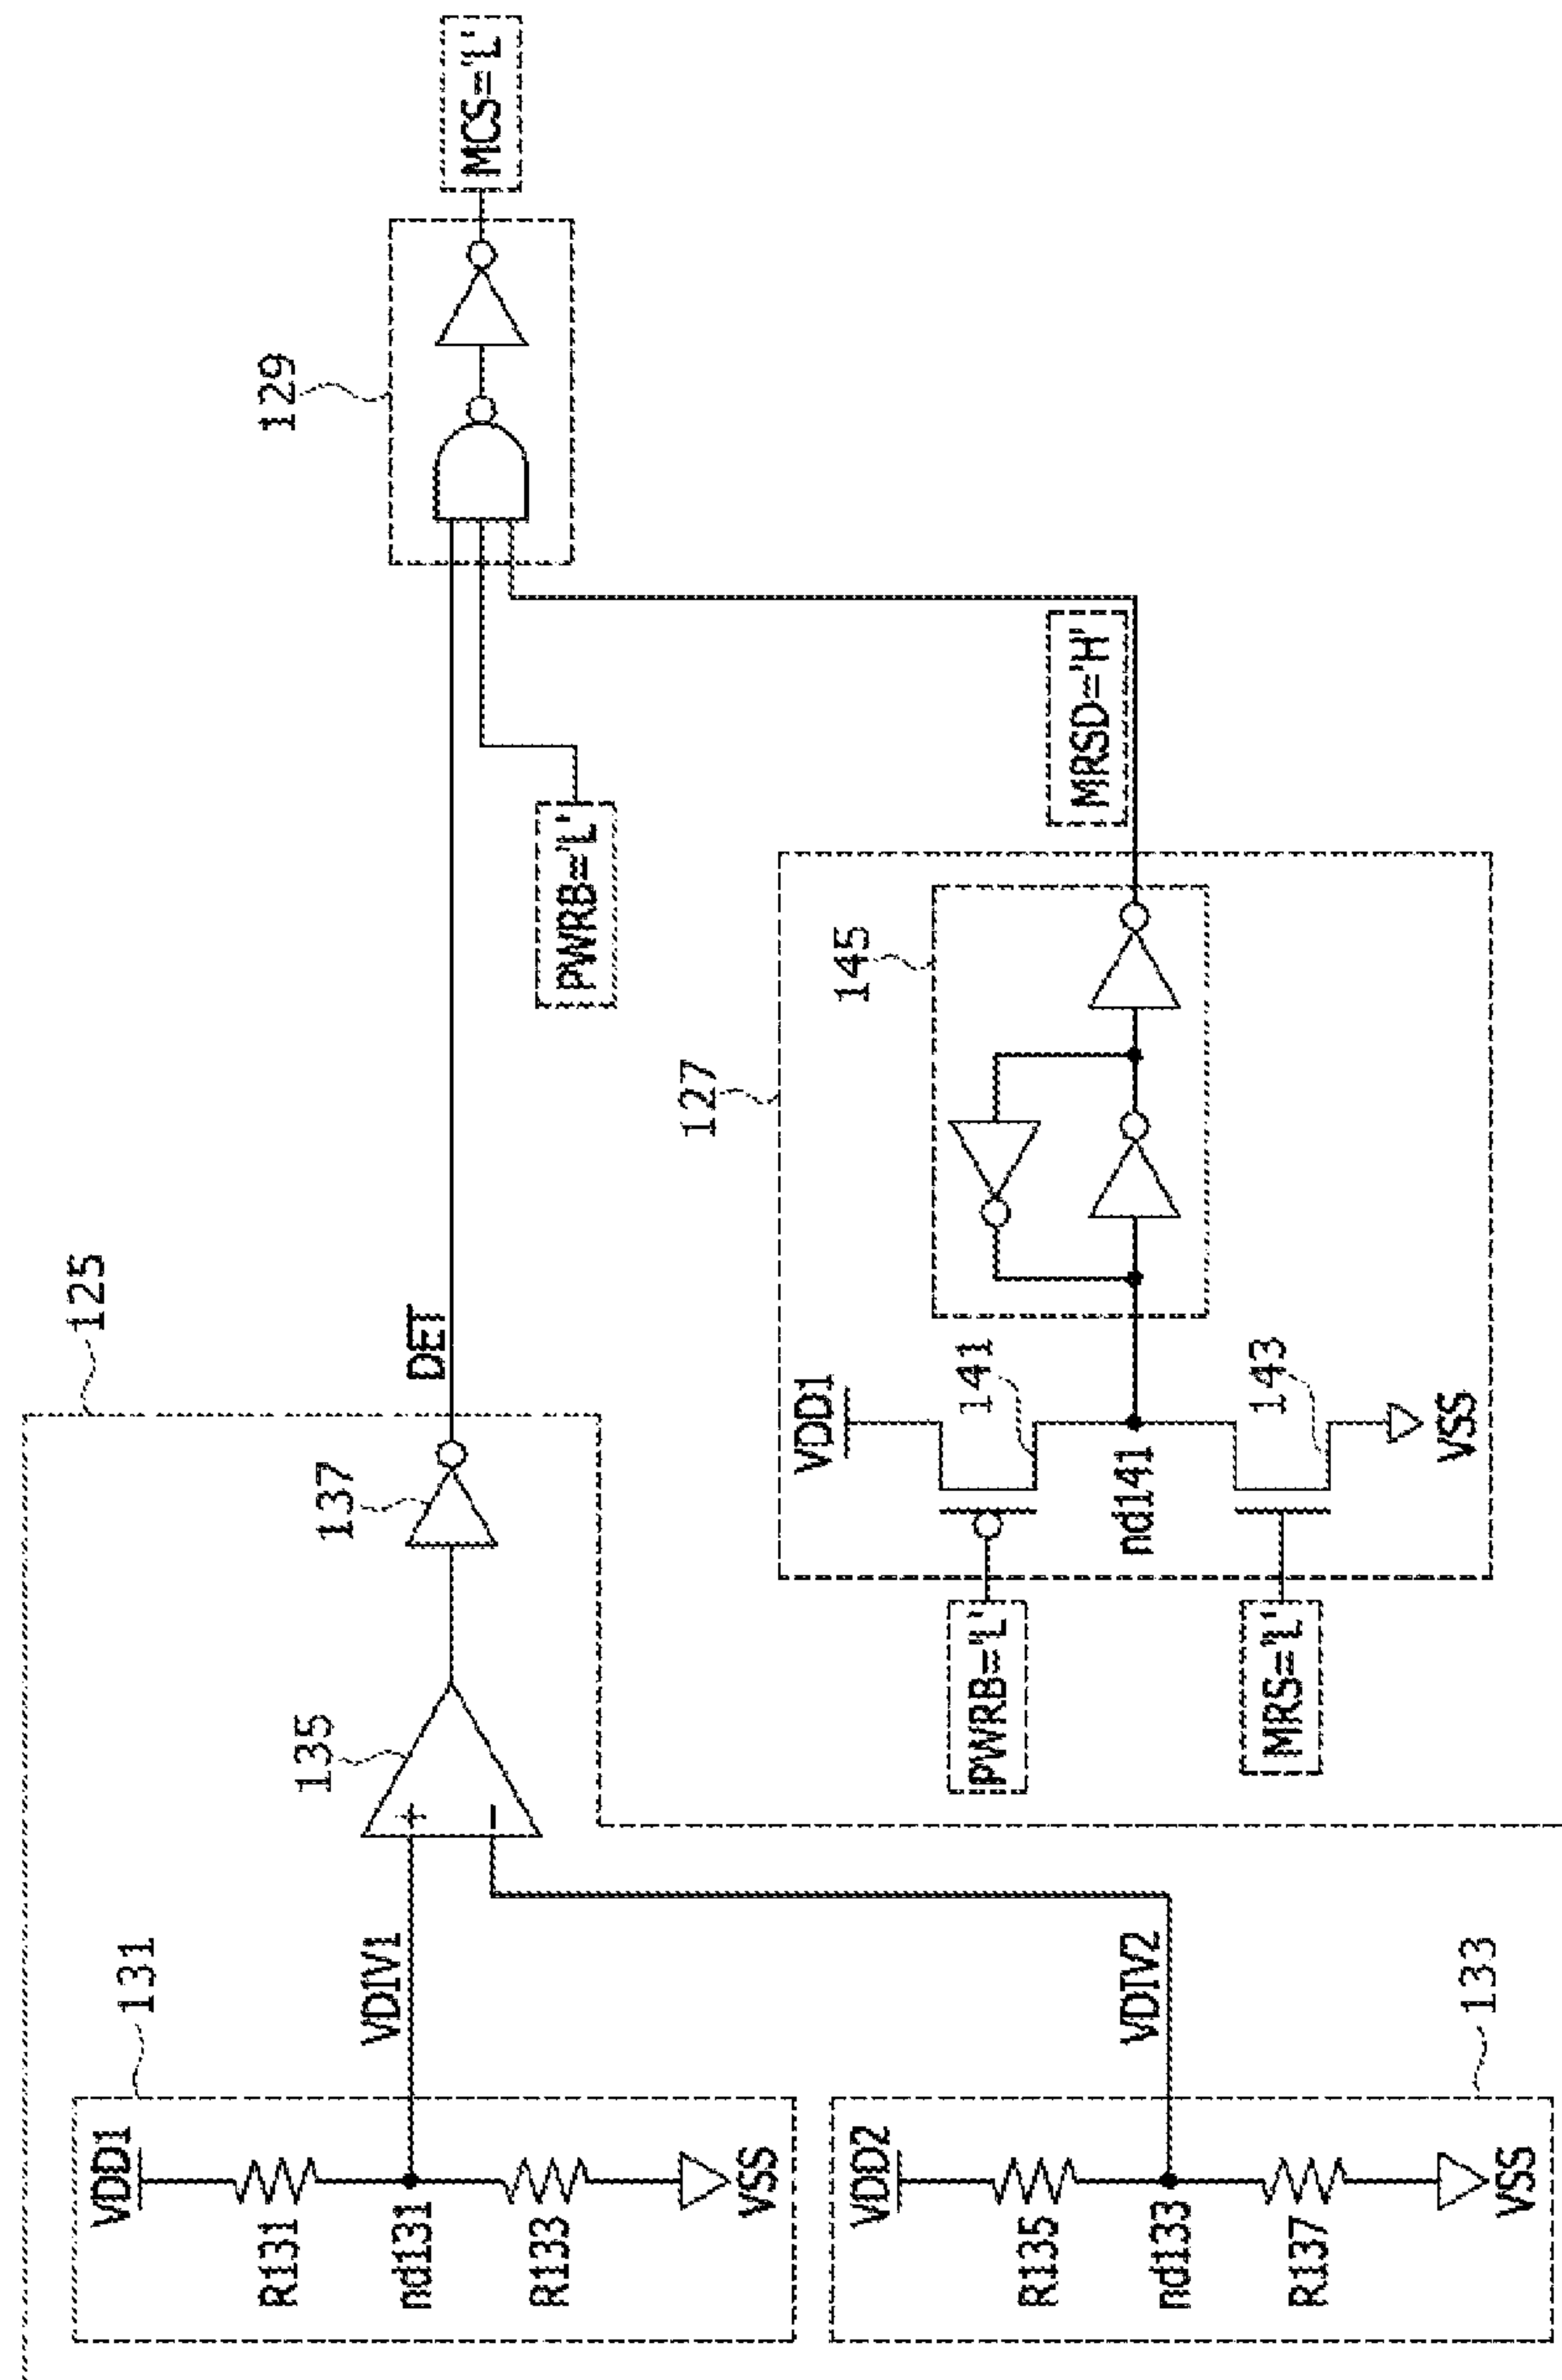 125
131
VDD1
R131
nd131
R133
VSS
VDIV1
135
+
-
137
DET
129
MCS='L'
PWRB='L'
133
VDD2
R135
nd133
R137
VSS
VDIV2
127
VDD1
PWRB='L'
141
nd141
MRS='L'
143
VSS
145
MRSD='H'